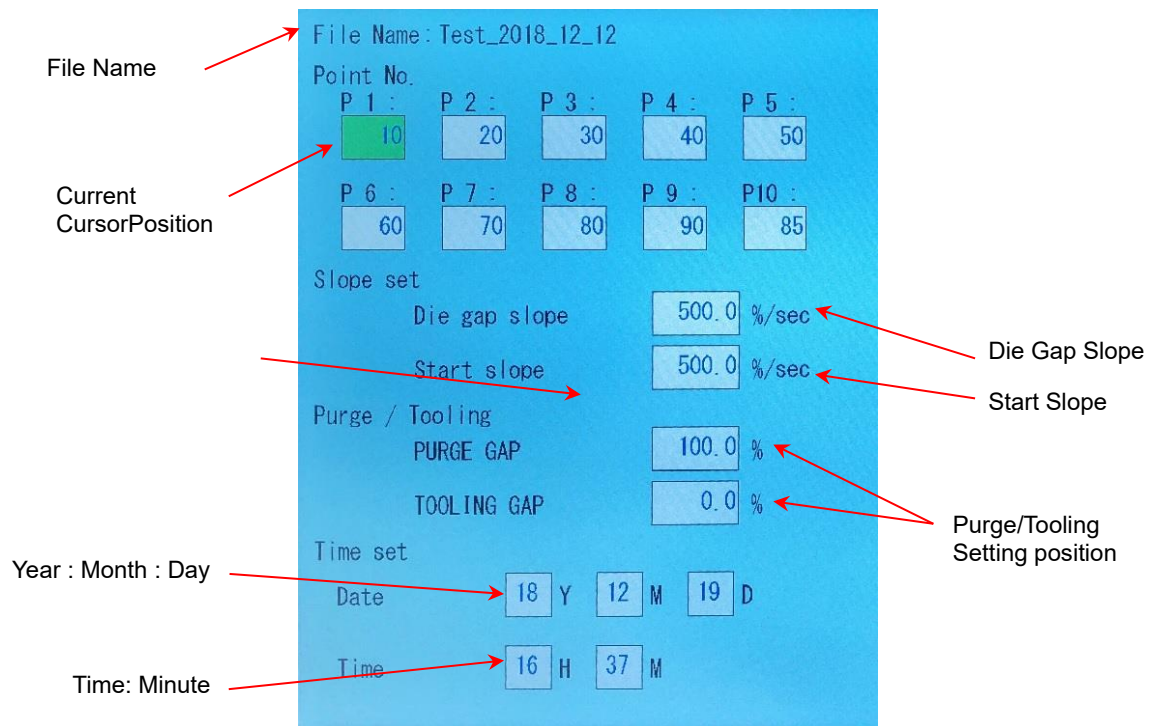 File Name:Test_2018_12_12
File Name
Point No.
P 1 : P 2 : P 3 : P 4 : P 5 :
10 20 30 40 50
Current
CursorPosition
P 6 : P 7 : P 8 : P 9 : P10 :
60 70 80 90 85
Slope set
Die gap slope 500.0 %/sec
Die Gap Slope
Start slope 500.0 %/sec
Start Slope
Purge / Tooling
PURGE GAP 100.0 %
TOOLING GAP 0.0 %
Purge/Tooling
Setting position
Time set
Year : Month : Day
Date 18 Y 12 M 19 D
Time 16 H 37 M
Time: Minute